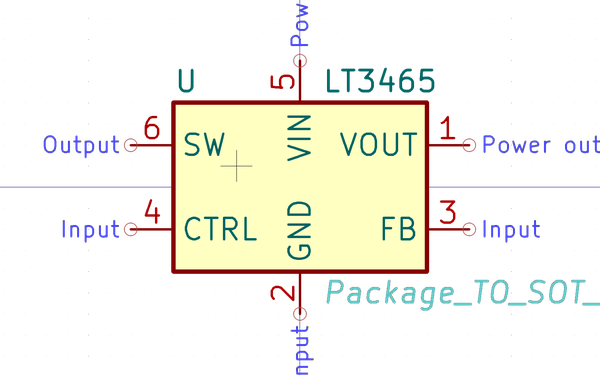 Pow
U LT3465
5
6 1
Output SW VIN VOUT Power out
4 3
Input CTRL GND FB Input
2
Package_TO_SOT_
nput